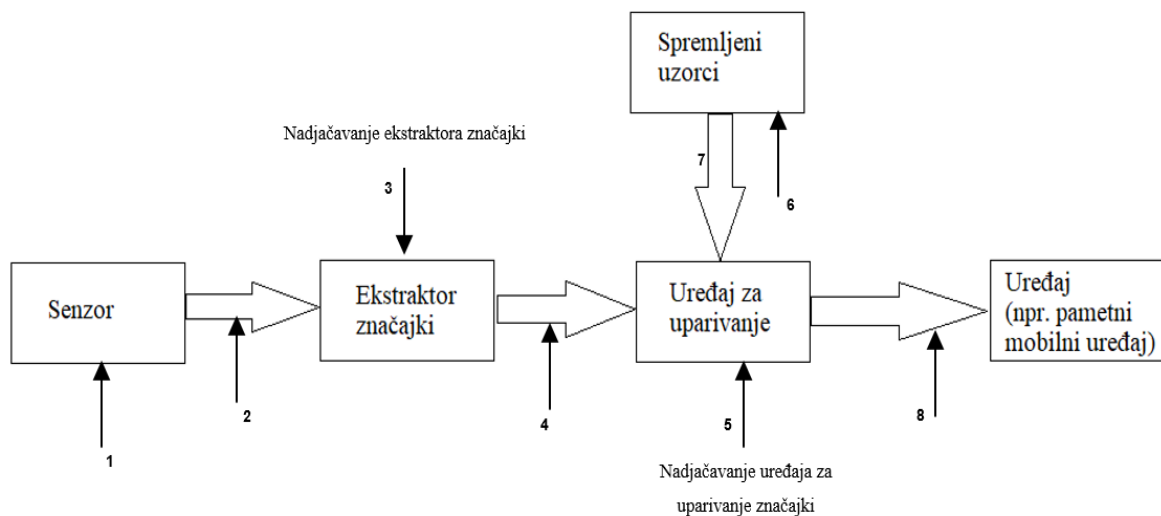 Spremljeni
uzorci
Nadjačavanje ekstraktora značajki
7
3
6
Senzor
Ekstraktor
značajki
Uređaj za
uparivanje
Uređaj
(npr. pametni
mobilni uređaj)
2
4
5
8
1
Nadjačavanje uređaja za
uparivanje značajki